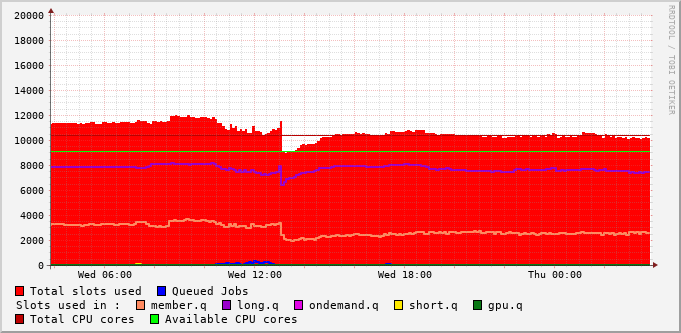 RRDTOOL / TOBI OETIKER
20000
18000
16000
14000
12000
10000
8000
6000
4000
2000
0
Wed 06:00 Wed 12:00 Wed 18:00 Thu 00:00
Total slots used Queued Jobs
Slots used in : member.q long.q ondemand.q short.q gpu.q
Total CPU cores Available CPU cores